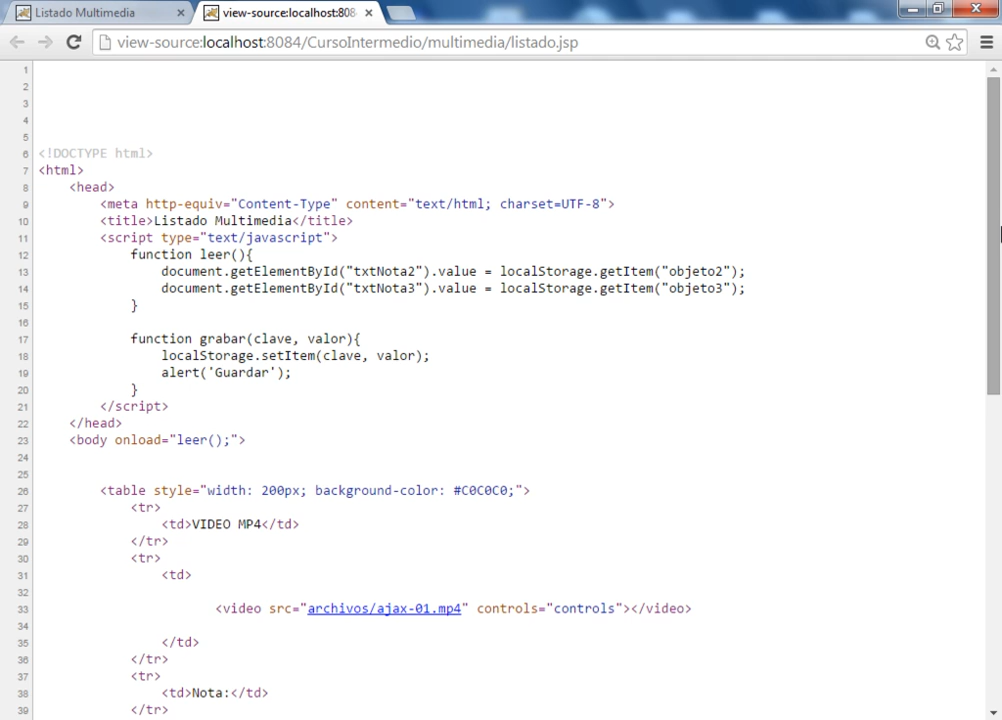 Listado Multimedia
view-source:localhost:808
view-source:localhost:8084/CursoIntermedio/multimedia/listado.jsp
1
2
3
4
5
6 <!DOCTYPE html>
7 <html>
8 <head>
9 <meta http-equiv="Content-Type" content="text/html; charset=UTF-8">
10 <title>Listado Multimedia</title>
11 <script type="text/javascript">
12 function leer(){
13 document.getElementById("txtNota2").value = localStorage.getItem("objeto2");
14 document.getElementById("txtNota3").value = localStorage.getItem("objeto3");
15 }
16
17 function grabar(clave, valor){
18 localStorage.setItem(clave, valor);
19 alert('Guardar');
20 }
21 </script>
22 </head>
23 <body onload="leer();">
24
25
26 <table style="width: 200px; background-color: #C0C0C0;">
27 <tr>
28 <td>VIDEO MP4</td>
29 </tr>
30 <tr>
31 <td>
32
33 <video src="archivos/ajax-01.mp4" controls="controls"></video>
34
35 </td>
36 </tr>
37 <tr>
38 <td>Nota:</td>
39 </tr>